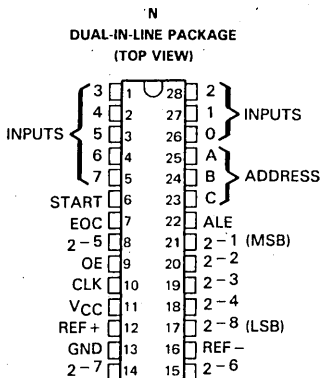 N
DUAL-IN-LINE PACKAGE
(TOP VIEW)
3 1 28 2
4 2 27 1
INPUTS 5 3 26 0 INPUTS
6 4 25 A
7 5 24 B ADDRESS
START 6 23 C
EOC 7 22 ALE
2-5 8 21 2-1 (MSB)
OE 9 20 2-2
CLK 10 19 2-3
VCC 11 18 2-4
REF+ 12 17 2-8 (LSB)
GND 13 16 REF-
2-7 14 15 2-6